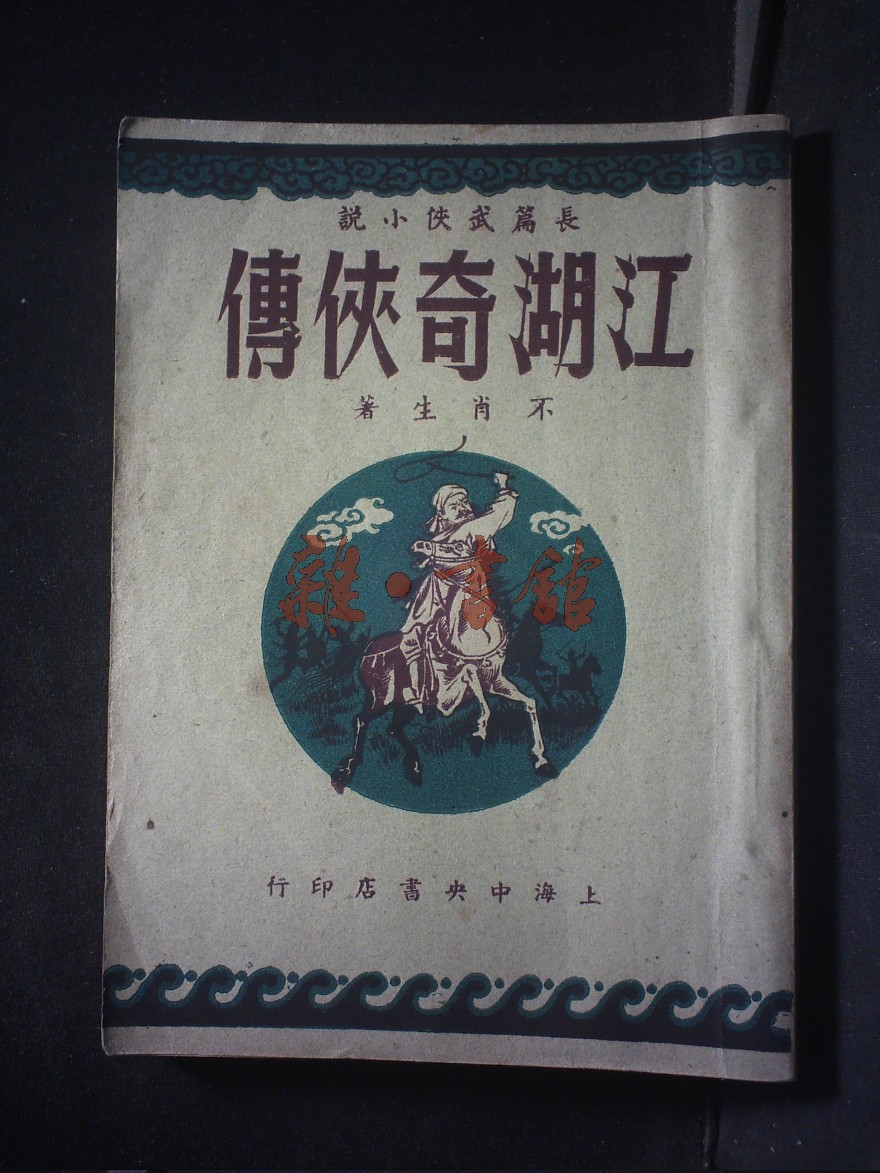 長篇武俠小説
江湖奇俠傳
不肖生著
雜·書館
上海中央書店印行